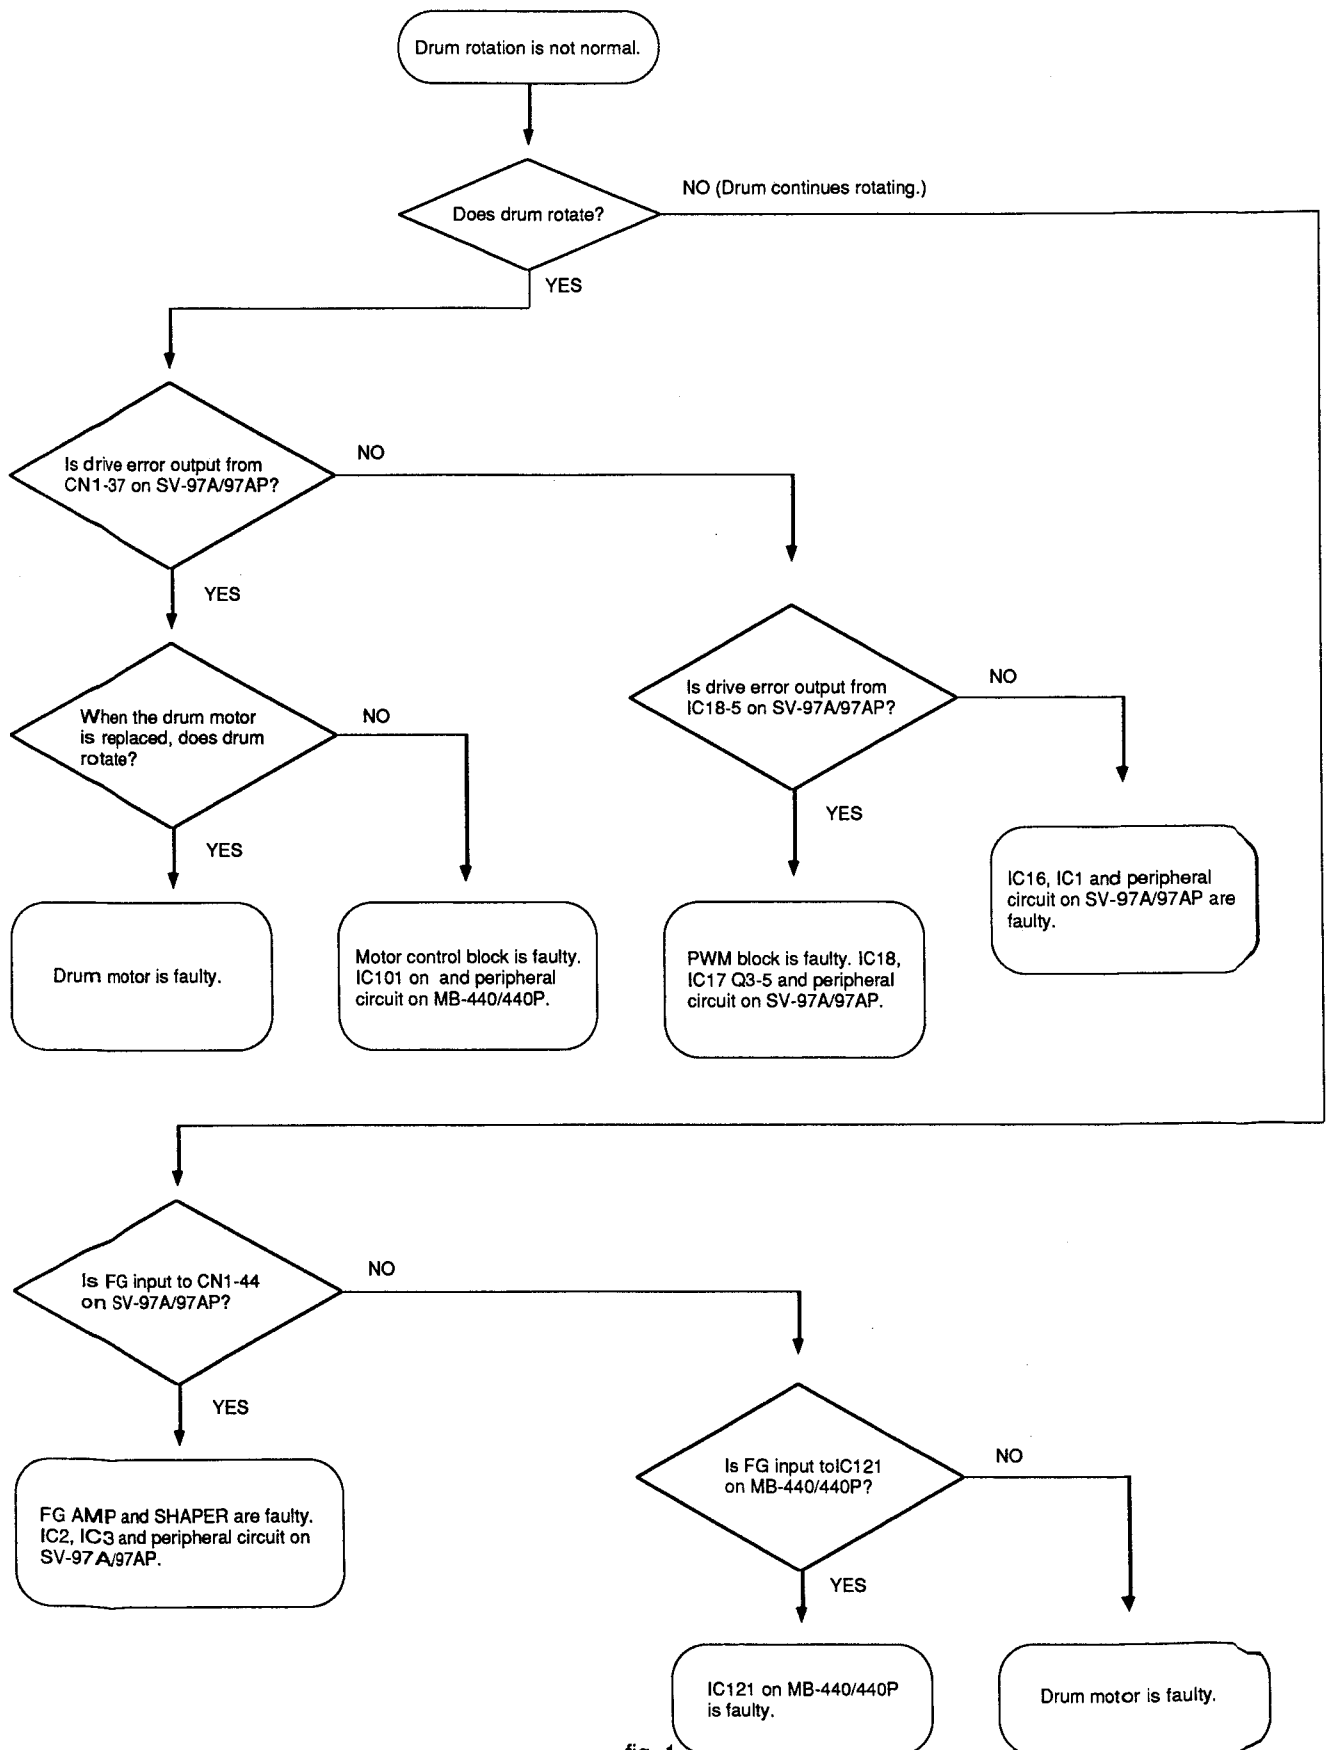 Drum rotation is not normal.
NO (Drum continues rotating.)
Does drum rotate?
YES
NO
Is drive error output from
CN1-37 on SV-97A/97AP?
YES
NO
Is drive error output from
IC18-5 on SV-97A/97AP?
NO
When the drum motor
is replaced, does drum
rotate?
YES
YES
IC16, IC1 and peripheral
circuit on SV-97A/97AP are
faulty.
Drum motor is faulty.
Motor control block is faulty.
IC101 on and peripheral
circuit on MB-440/440P.
PWM block is faulty. IC18,
IC17 Q3-5 and peripheral
circuit on SV-97A/97AP.
NO
Is FG input to CN1-44
on SV-97A/97AP?
YES
NO
Is FG input toIC121
on MB-440/440P?
FG AMP and SHAPER are faulty.
IC2, IC3 and peripheral circuit on
SV-97A/97AP.
YES
IC121 on MB-440/440P
is faulty.
Drum motor is faulty.